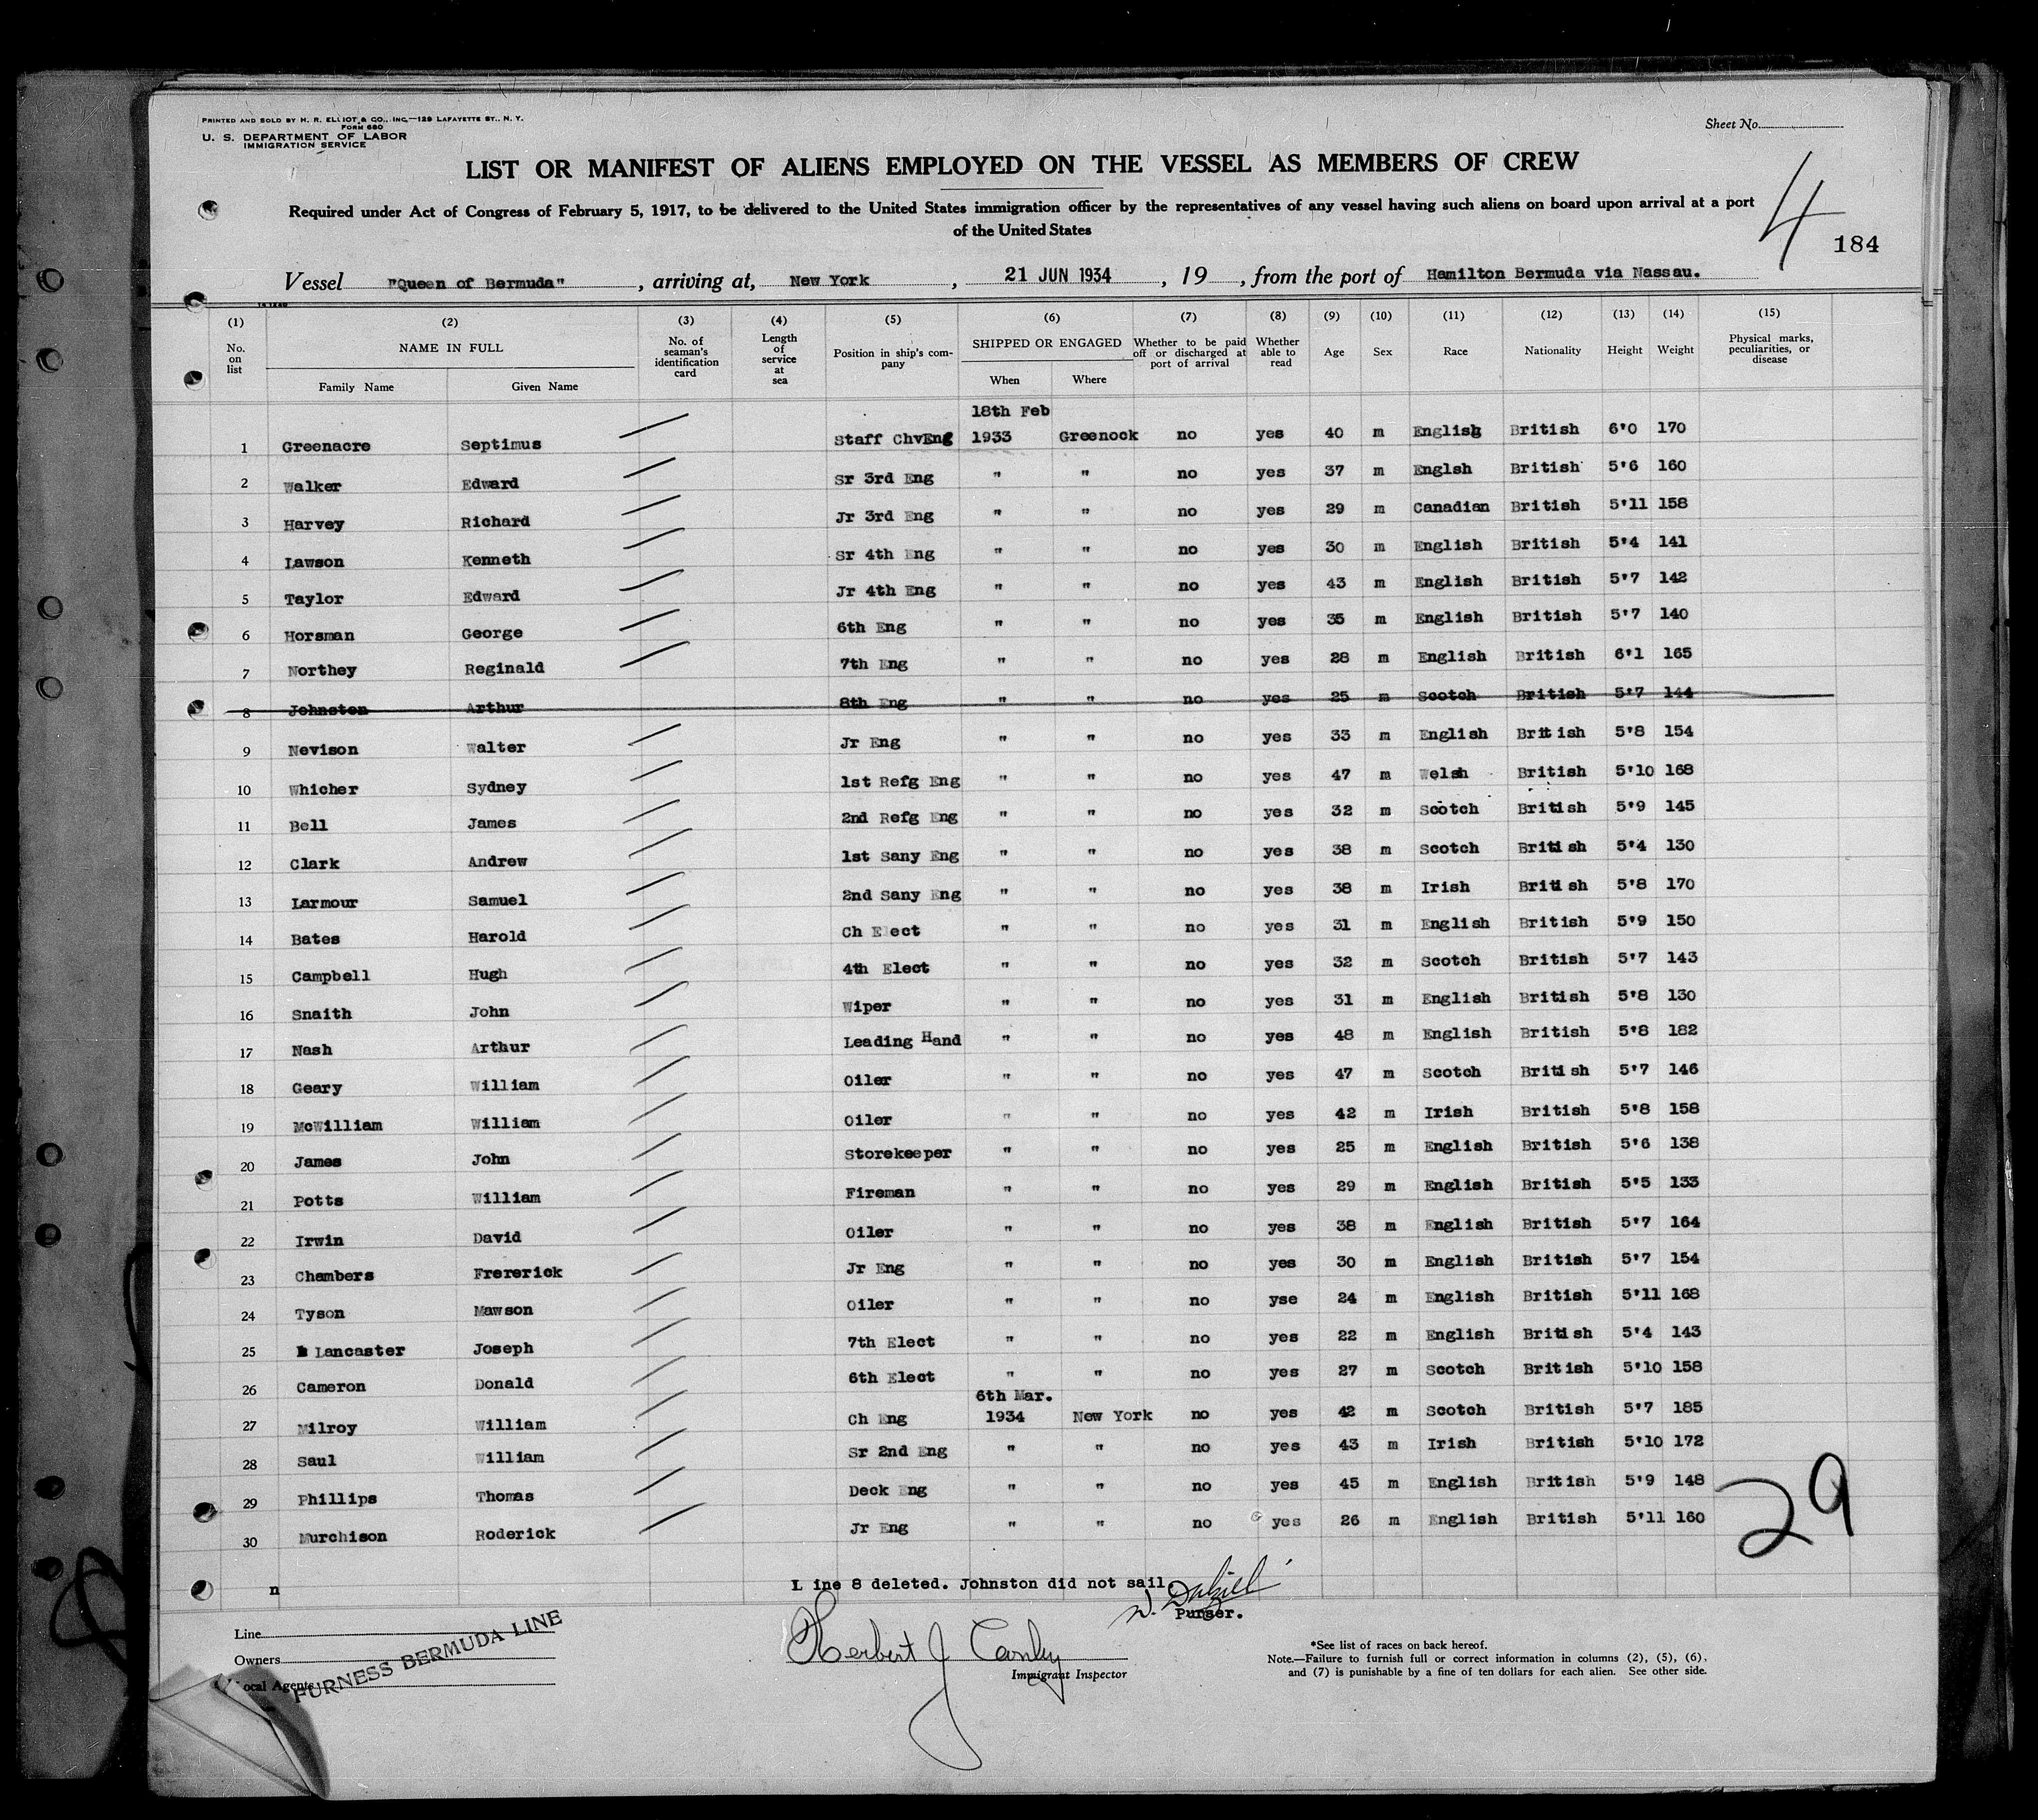 PRINTED AND SOLD BY H. R. ELLIOT & CO., INC.—129 LAFAYETTE ST., N. Y.
FORM 680
U. S. DEPARTMENT OF LABOR
IMMIGRATION SERVICE
Sheet No.
LIST OR MANIFEST OF ALIENS EMPLOYED ON THE VESSEL AS MEMBERS OF CREW
Required under Act of Congress of February 5, 1917, to be delivered to the United States immigration officer by the representatives of any vessel having such aliens on board upon arrival at a port
of the United States
4
184
Vessel "Queen of Bermuda", arriving at, New York, 21 JUN 1934, 19, from the port of Hamilton Bermuda via Nassau.
(1) (2) (3) (4) (5) (6) (7) (8) (9) (10) (11) (12) (13) (14) (15)
No. on list NAME IN FULL Family Name Given Name No. of seaman's identification card Length of service at sea Position in ship's company SHIPPED OR ENGAGED When Where Whether to be paid off or discharged at port of arrival Whether able to read Age Sex Race Nationality Height Weight Physical marks, peculiarities, or disease
18th Feb
1 Greenacre Septimus Staff ChvEng 1933 Greenock no yes 40 m English British 6'0 170
2 Walker Edward Sr 3rd Eng " " no yes 37 m Englsh British 5'6 160
3 Harvey Richard Jr 3rd Eng " " no yes 29 m Canadian British 5'11 158
4 Lawson Kenneth Sr 4th Eng " " no yes 30 m English British 5'4 141
5 Taylor Edward Jr 4th Eng " " no yes 43 m English British 5'7 142
6 Horsman George 6th Eng " " no yes 35 m English British 5'7 140
7 Northey Reginald 7th Eng " " no yes 28 m English British 6'1 165
8 Johnston Arthur 8th Eng " " no yes 25 m Scotch British 5'7 144
9 Nevison Walter Jr Eng " " no yes 33 m English British 5'8 154
10 Whicher Sydney 1st Refg Eng " " no yes 47 m Welsh British 5'10 168
11 Bell James 2nd Refg Eng " " no yes 32 m Scotch British 5'9 145
12 Clark Andrew 1st Sany Eng " " no yes 38 m Scotch British 5'4 130
13 Larmour Samuel 2nd Sany Eng " " no yes 38 m Irish British 5'8 170
14 Bates Harold Ch Elect " " no yes 31 m English British 5'9 150
15 Campbell Hugh 4th Elect " " no yes 32 m Scotch British 5'7 143
16 Snaith John Wiper " " no yes 31 m English British 5'8 130
17 Nash Arthur Leading Hand " " no yes 48 m English British 5'8 182
18 Geary William Oiler " " no yes 47 m Scotch British 5'7 146
19 McWilliam William Oiler " " no yes 42 m Irish British 5'8 158
20 James John Storekeeper " " no yes 25 m English British 5'6 138
21 Potts William Fireman " " no yes 29 m English British 5'5 133
22 Irwin David Oiler " " no yes 38 m English British 5'7 164
23 Chambers Frererick Jr Eng " " no yes 30 m English British 5'7 154
24 Tyson Mawson Oiler " " no yse 24 m English British 5'11 168
25 Lancaster Joseph 7th Elect " " no yes 22 m English British 5'4 143
26 Cameron Donald 6th Elect " " no yes 27 m Scotch British 5'10 158
6th Mar.
27 Milroy William Ch Eng 1934 New York no yes 42 m Scotch British 5'7 185
28 Saul William Sr 2nd Eng " " no yes 43 m Irish British 5'10 172
29 Phillips Thomas Deck Eng " " no yes 45 m English British 5'9 148
30 Murchison Roderick Jr Eng " " no yes 26 m English British 5'11 160
29
n
L ine 8 deleted. Johnston did not sail.
Purser.
Line
Owners
Local Agents
FURNESS BERMUDA LINE
Herbert J Conley
Immigrant Inspector
*See list of races on back hereof.
Note.—Failure to furnish full or correct information in columns (2), (5), (6),
and (7) is punishable by a fine of ten dollars for each alien. See other side.